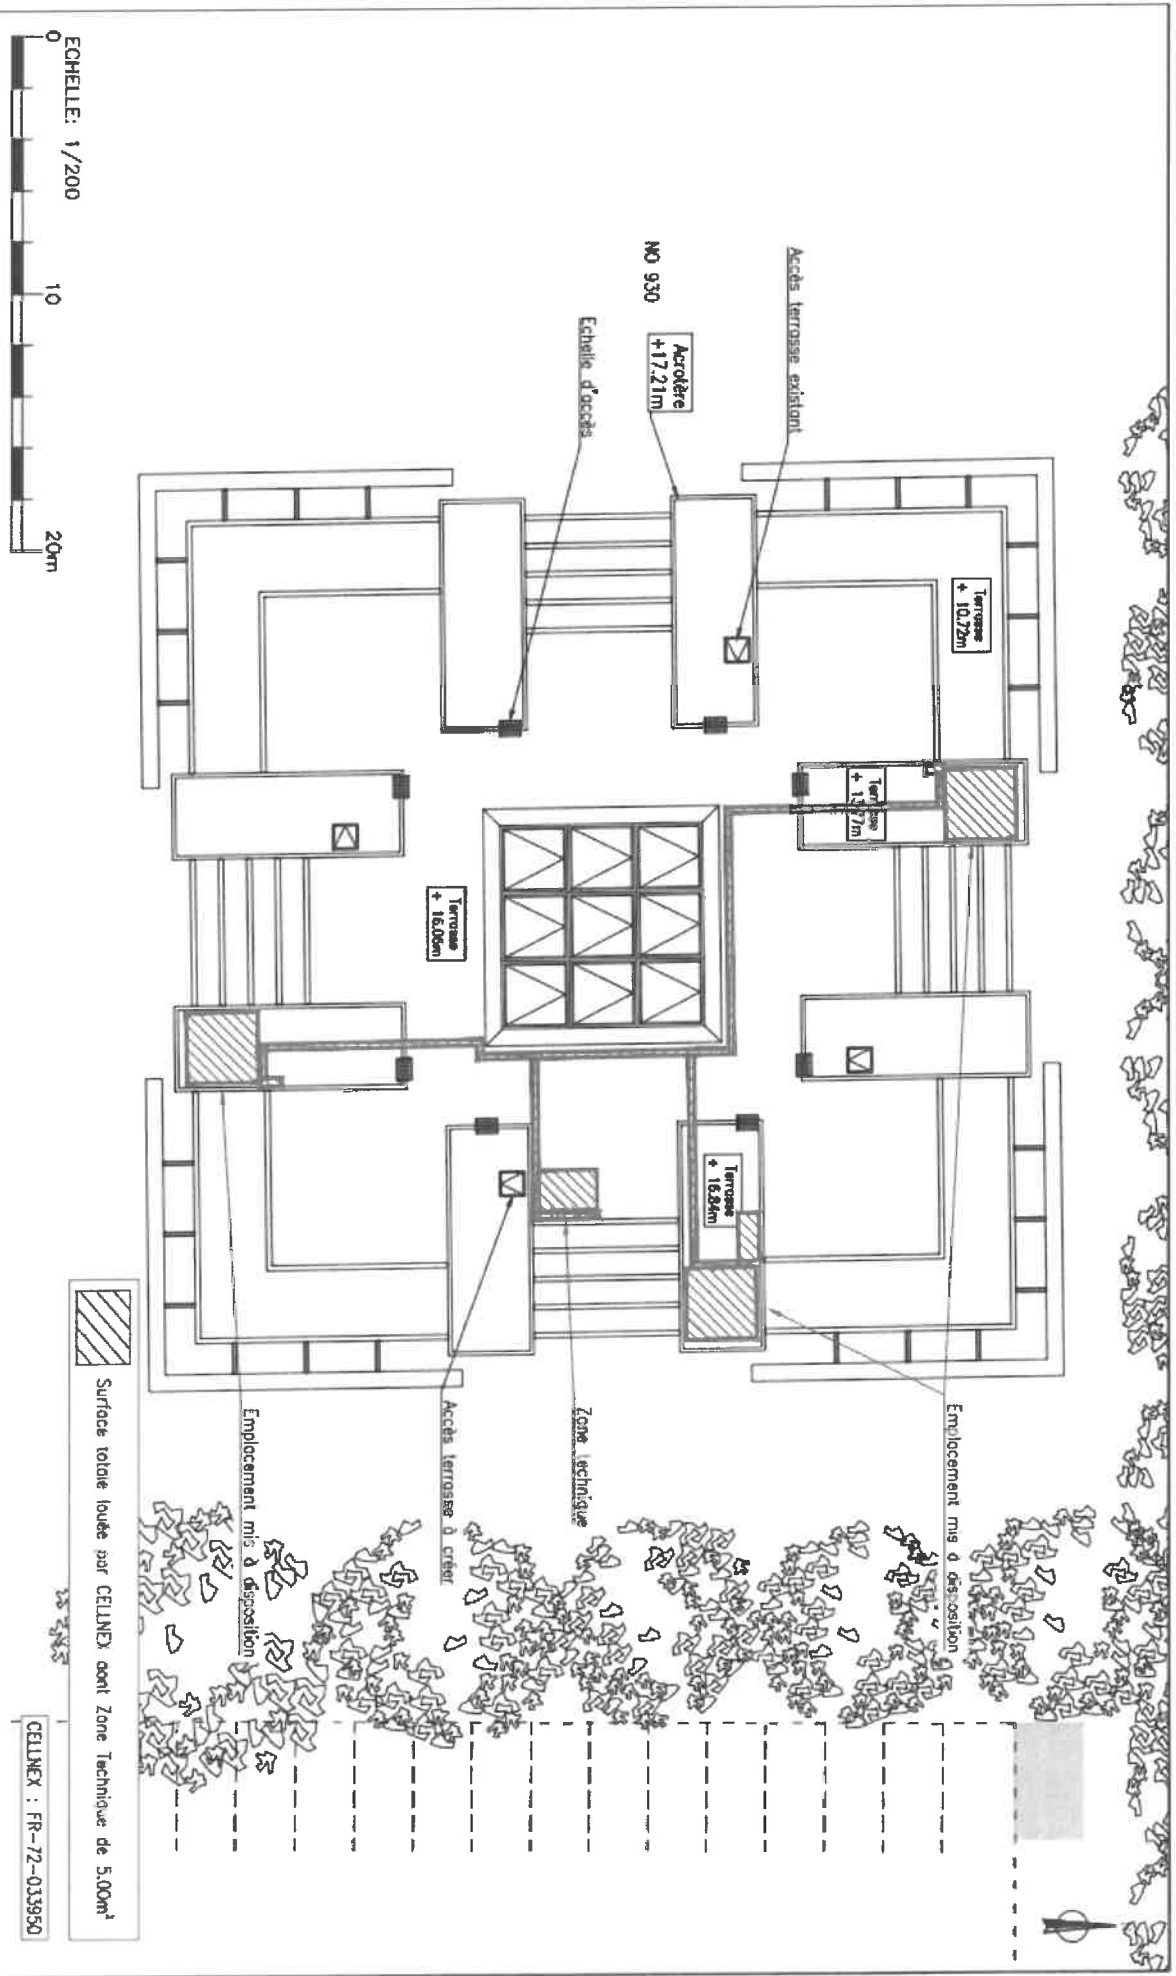 Emplacement mis à disposition
Terrasse
+ 10.72m
Terrasse
Accès terrasse existant
Terrasse
+ 16.84m
Acrotère
+17.21m
NO 930
Zone technique
Echelle d'accès
Terrasse
+ 16.06m
Accès terrasse à créer
Emplacement mis à disposition
Surface totale louée par CELLNEX dont Zone Technique de 5.00m²
ECHELLE: 1/200
0
10
20m
CELLNEX : FR-72-033950